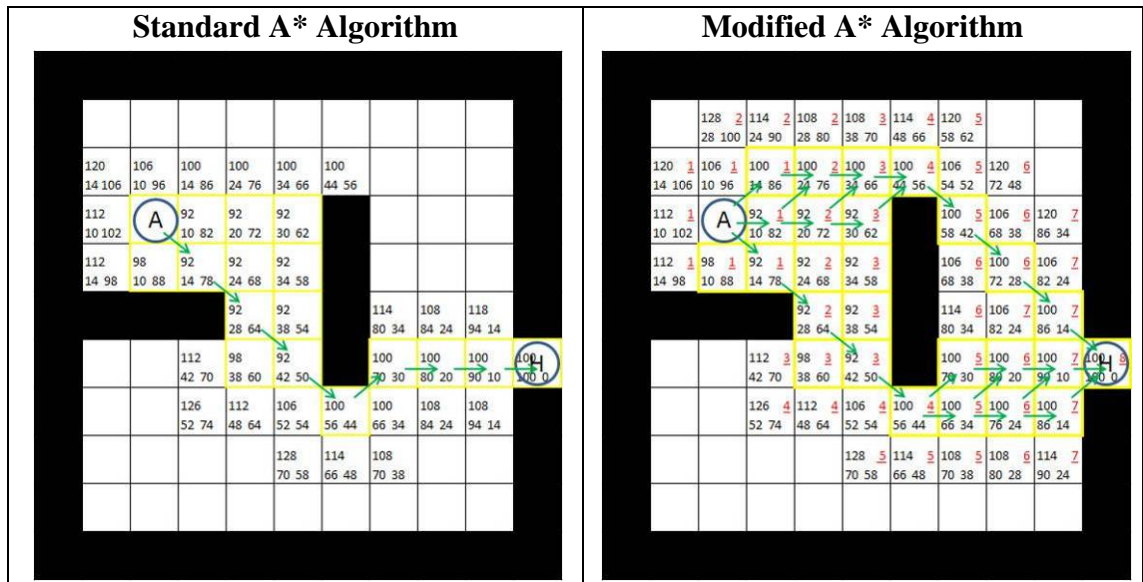 Standard A* Algorithm
120 106 100 100 100 100
14 106 10 96 14 86 24 76 34 66 44 56
112 A 92 92 92
10 102 10 82 20 72 30 62
112 98 92 92 92
14 98 10 88 14 78 24 68 34 58
92 92 114 108 118
28 64 38 54 80 34 84 24 94 14
112 98 92 100 100 100 100 H
42 70 38 60 42 50 70 30 80 20 90 10 100 0
126 112 106 100 100 108 108
52 74 48 64 52 54 56 44 66 34 84 24 94 14
128 114 108
70 58 66 48 70 38
Modified A* Algorithm
128 2 114 2 108 2 108 3 114 4 120 5
28 100 24 90 28 80 38 70 48 66 58 62
120 1 106 1 100 1 100 2 100 3 100 4 106 5 120 6
14 106 10 96 14 86 24 76 34 66 44 56 54 52 72 48
112 1 A 92 1 92 2 92 3 100 5 106 6 120 7
10 102 10 82 20 72 30 62 58 42 68 38 86 34
112 1 98 1 92 1 92 2 92 3 106 6 100 6 106 7
14 98 10 88 14 78 24 68 34 58 68 38 72 28 82 24
92 2 92 3 114 6 106 7 100 7
28 64 38 54 80 34 82 24 86 14
112 3 98 3 92 3 100 5 100 6 100 7 100 8 H
42 70 38 60 42 50 70 30 80 20 90 10 100 0
126 4 112 4 106 4 100 4 100 5 100 6 100 7
52 74 48 64 52 54 56 44 66 34 76 24 86 14
128 5 114 5 108 5 108 6 114 7
70 58 66 48 70 38 80 28 90 24